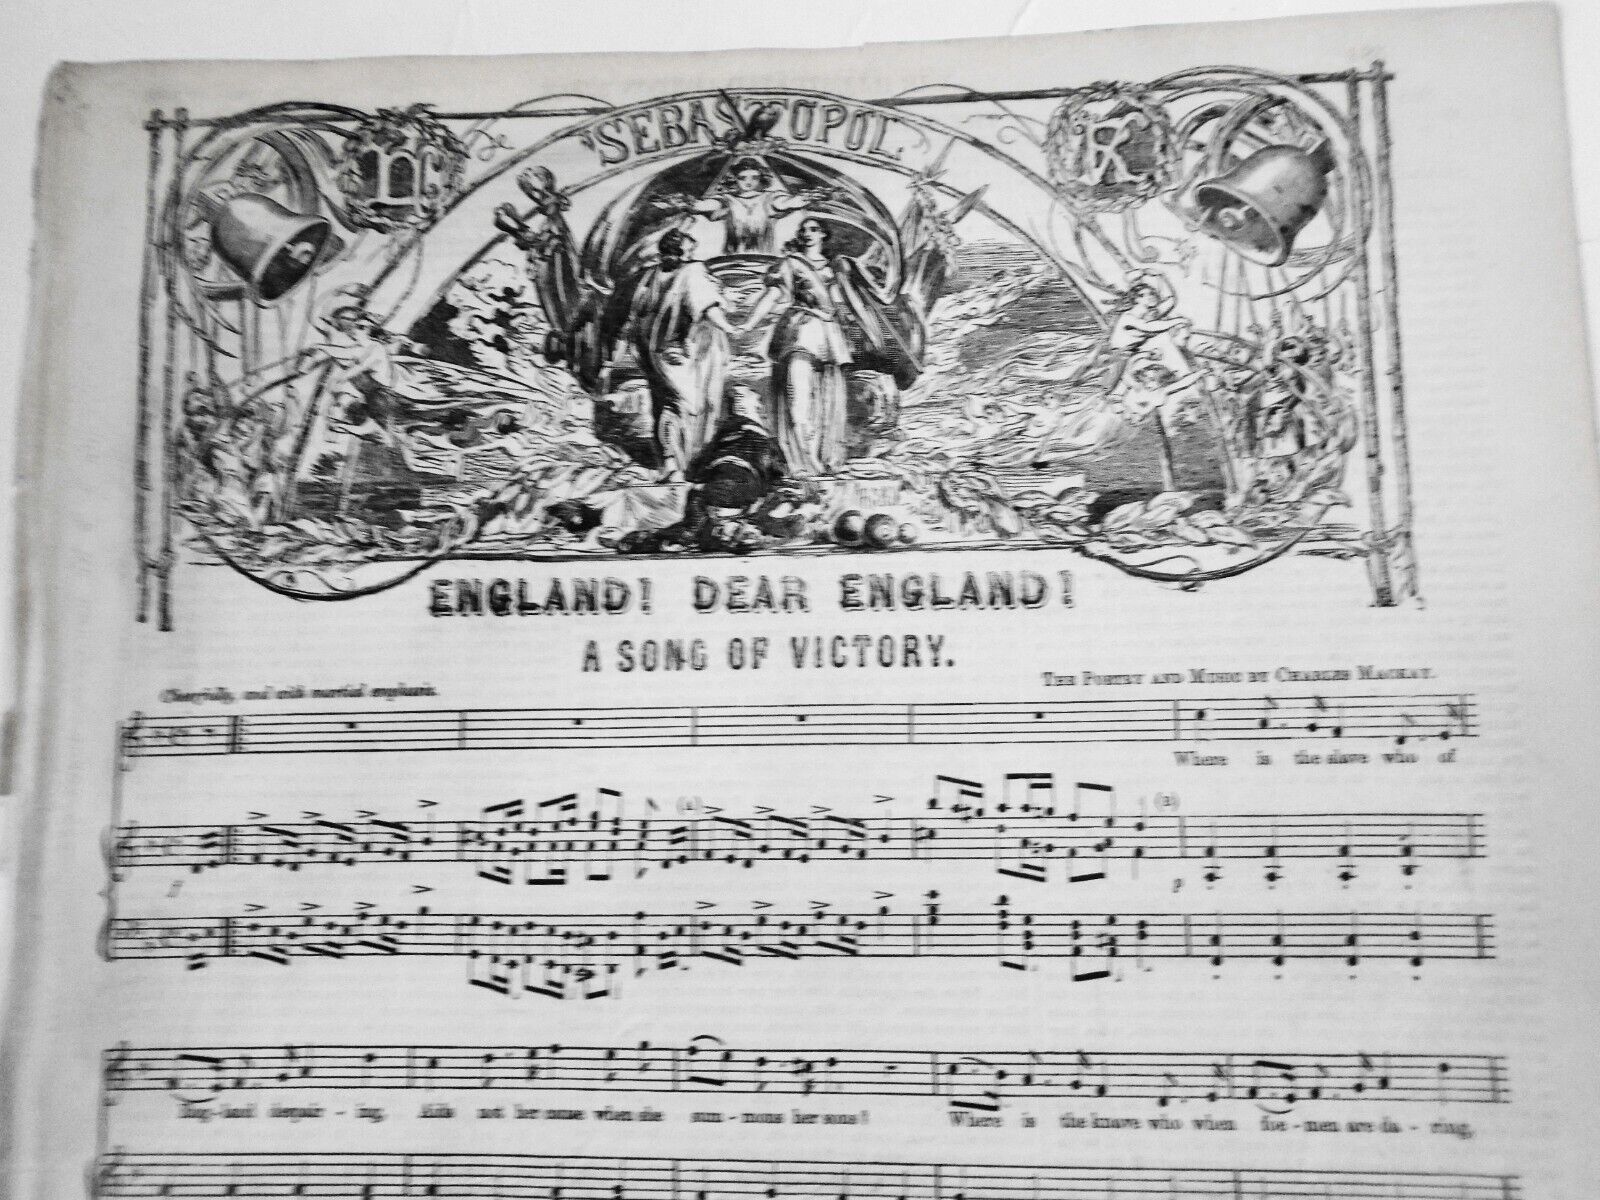 SEBASTOPOL
ENGLAND! DEAR ENGLAND!
A SONG OF VICTORY.
THE POETRY AND MUSIC BY CHARLES MACKAY.
Cheerfully, and with martial emphasis.
Where is the slave who of
Eng-land despair - ing, Aids not her cause when she sum - mons her sons! Where is the knave who when foe-men are da - ring,